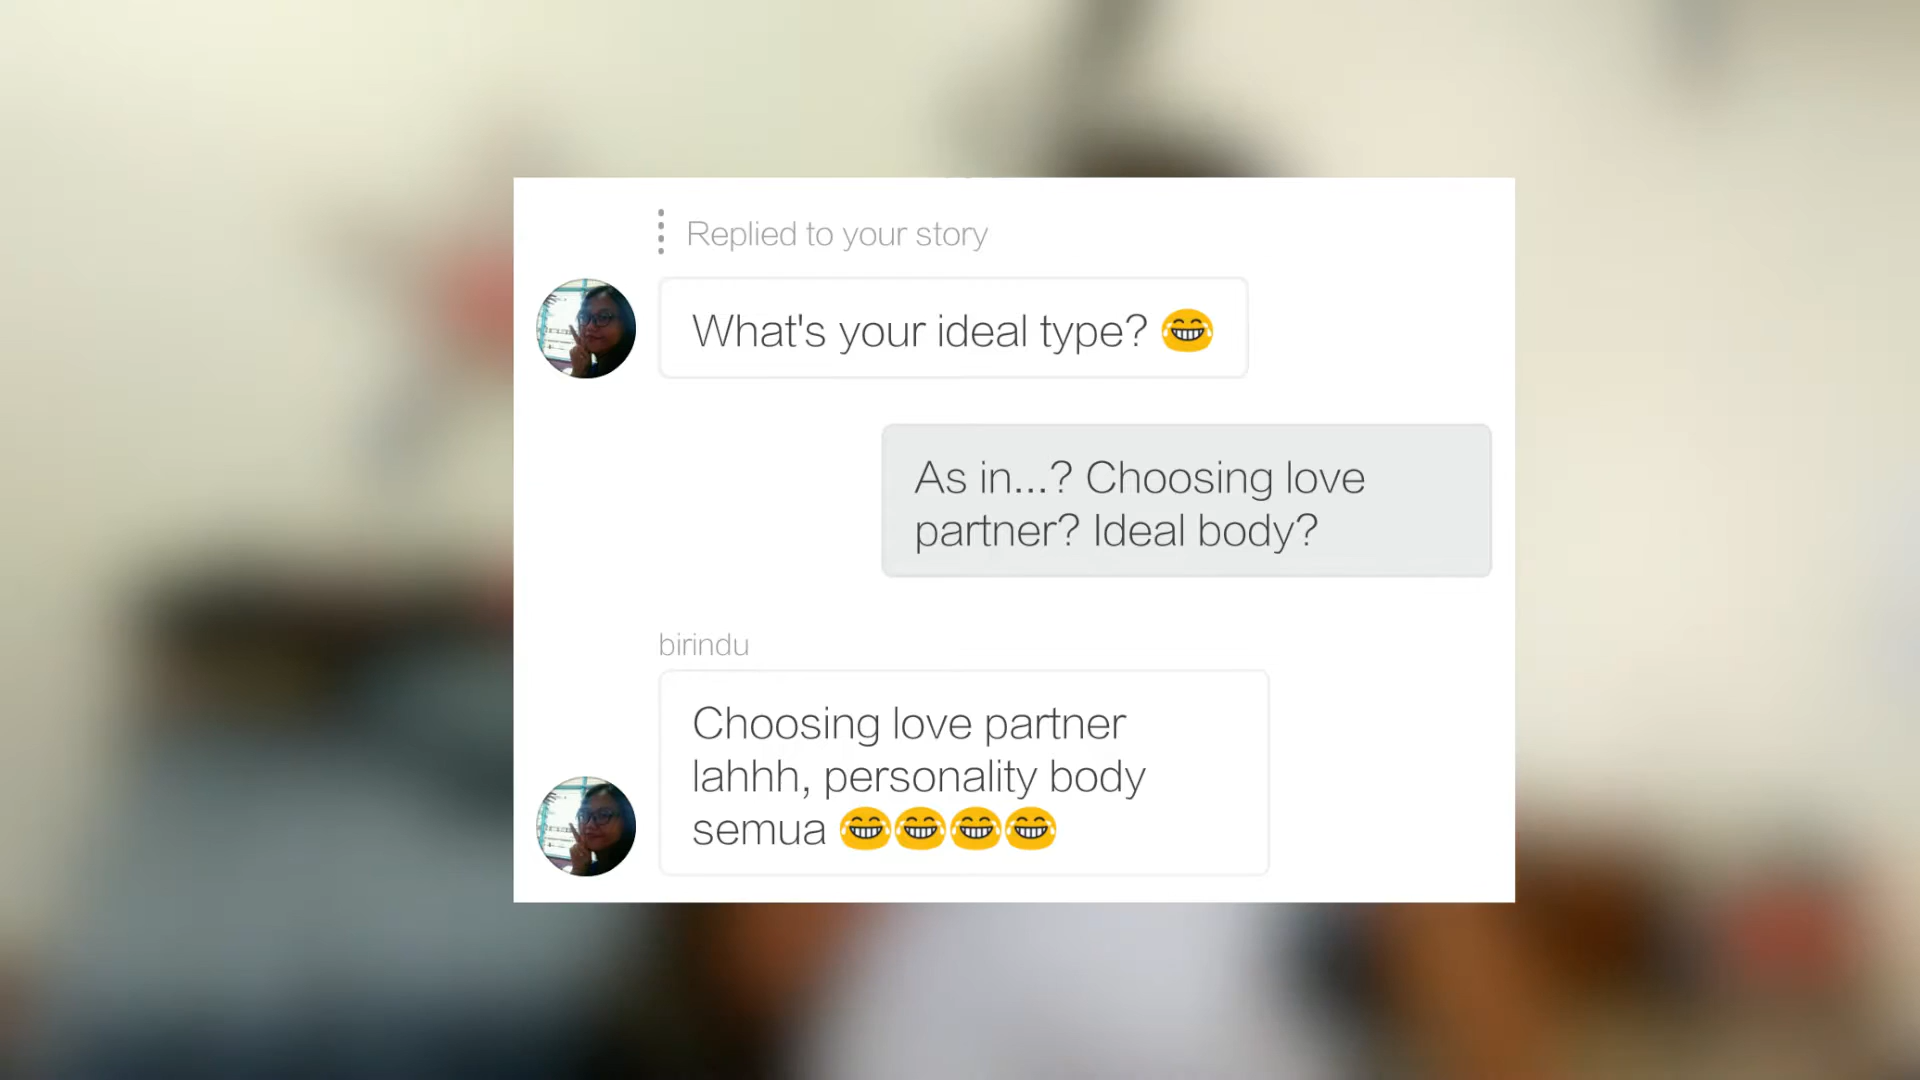 Replied to your story
What's your ideal type? 😂
As in...? Choosing love
partner? Ideal body?
birindu
Choosing love partner
lahhh, personality body
semua 😂😂😂😂